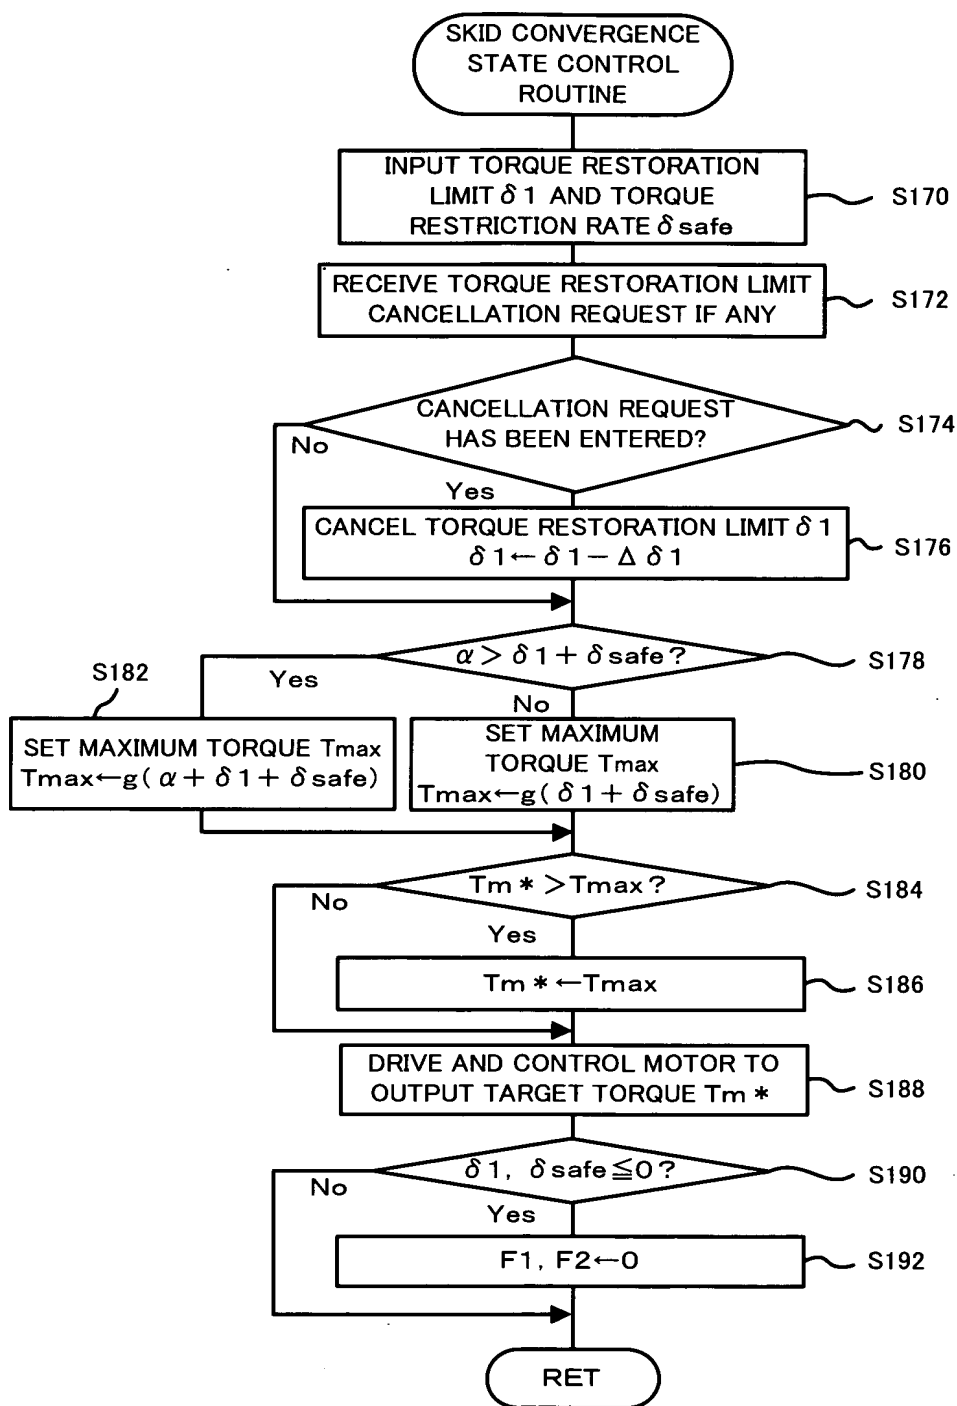 SKID CONVERGENCE
STATE CONTROL
ROUTINE
INPUT TORQUE RESTORATION
LIMIT δ1 AND TORQUE
RESTRICTION RATE δsafe
S170
RECEIVE TORQUE RESTORATION LIMIT
CANCELLATION REQUEST IF ANY
S172
CANCELLATION REQUEST
HAS BEEN ENTERED?
S174
No
Yes
CANCEL TORQUE RESTORATION LIMIT δ1
δ1←δ1−Δδ1
S176
α>δ1+δsafe?
S178
Yes
No
S182
SET MAXIMUM TORQUE Tmax
Tmax←g(α+δ1+δsafe)
SET MAXIMUM
TORQUE Tmax
Tmax←g(δ1+δsafe)
S180
Tm*>Tmax?
S184
No
Yes
Tm*←Tmax
S186
DRIVE AND CONTROL MOTOR TO
OUTPUT TARGET TORQUE Tm*
S188
δ1, δsafe≦0?
S190
No
Yes
F1, F2←0
S192
RET